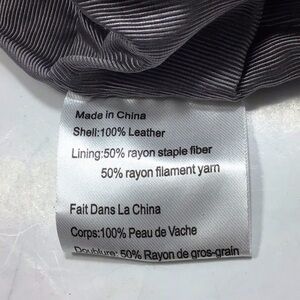 Made in China
Shell:100% Leather
Lining:50% rayon staple fiber
50% rayon filament yarn
Fait Dans La China
Corps:100% Peau de Vache
Doublure: 50% Rayon de gros-grain